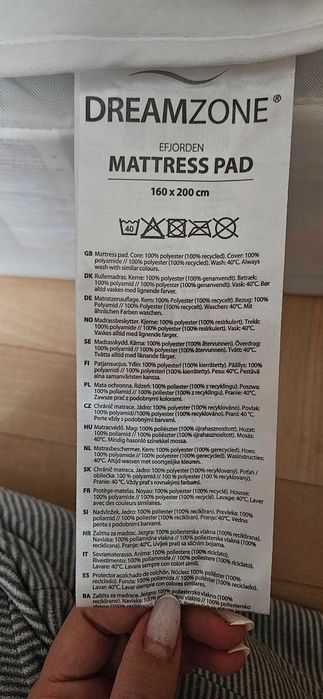 DREAMZONE®
EFJORDEN
MATTRESS PAD
160 x 200 cm
40
GB Mattress pad. Core: 100% polyester (100% recycled). Cover: 100%
polyamide // 100% polyester (100% recycled). Wash: 40°C. Always
wash with similar colours.
DK Rullemadras. Kerne: 100% polyester (100% genanvendt). Betræk:
100% polyamid // 100% polyester (100% genanvendt). Vask: 40°C. Bør
altid vaskes med lignende farver.
DE Matratzenauflage. Kern: 100% Polyester (100% recycelt). Bezug: 100%
Polyamid // 100% Polyester (100% recycelt). Waschen: 40°C. Mit
ähnlichen Farben waschen.
NO Madrassbeskytter. Kjerne: 100% polyester (100% resirkulert). Trekk:
100% polyamide // 100% polyester (100% resirkulert). Vask: 40°C.
Vaskes med lignende farger.
SE Madrasskydd. Kärna: 100% polyester (100% återvunnen). Överdrag:
100% polyamid // 100% polyester (100% återvunnen). Tvätt: 40°C.
Tvätta alltid med liknande färger.
FI Patjansuojus. Ydin: 100% polyesteri (100% kierrätetty). Päällys: 100%
polyamidi // 100% polyesteri (100% kierrätetty). Pesu: 40°C. Pestävä
aina samanväristen kanssa.
PL Mata ochronna. Rdzeń: 100% poliester (100% z recyklingu). Poszwa:
100% poliamid // 100% poliester (100% z recyklingu). Pranie: 40°C.
Zawsze prać z podobnymi kolorami.
CZ Chránič matrace. Jádro: 100% polyester (100% recyklováno). Povlak:
100% polyamid // 100% polyester (100% recyklováno). Praní: 40 °C.
Perte vždy s podobnými barvami.
HU Matracvédő. Mag: 100% poliészter (100% újrahasznosított). Huzat:
100% poliamid // 100% poliészter (100% újrahasznosított). Mosás:
40°C. Mindig hasonló színekkel mossa.
NL Matrasbeschermer. Kern: 100% polyester (100% gerecycled). Hoes:
100% polyamide // 100% polyester (100% gerecycled). Wasinstructies:
40°C. Altijd wassen met soortgelijke kleuren.
SK Chránič matraca. Jadro: 100 % polyester (100 % recyklovaný). Poťah /
obliečka: 100 % polyamid // 100 % polyester (100 % recyklovaný).
Pranie: 40 °C. Vždy prať s rovnakými farbami.
FR Protège-matelas. Noyau: 100% polyester (100% recyclé). Housse:
100% polyamide // 100% polyester (100% recyclé). Lavage: 40°C. Laver
avec des couleurs similaires.
SI Nadvložek. Jedro: 100% poliester (100% recikliran). Prevleka: 100%
poliamid // 100% poliester (100% recikliran). Pranje: 40°C. Vedno
perite s podobnimi barvami.
HR Zaštita za madrac. Jezgra: 100% poliesterska vlakna (100% reciklirana).
Navlaka: 100% poliamidna vlakna // 100% poliesterska vlakna (100%
reciklirana). Pranje: 40°C. Uvijek prati sa sličnim bojama.
IT Sovramaterasso. Anima: 100% poliestere (100% riciclato).
Rivestimento: 100% poliammide // 100% poliestere (100% riciclato).
Lavare: 40°C. Lavare sempre con colori simili.
ES Protector acolchado de colchón. Núcleo: 100% poliéster (100%
reciclado). Funda: 100% poliamida // 100% poliéster (100%
Lavar: 40°C. Lavar siempre con colores similares.
BA Zaštita za madrace. Jezgro: 100% poliester
reciklirano). Navlaka: 100% // 100% poliester